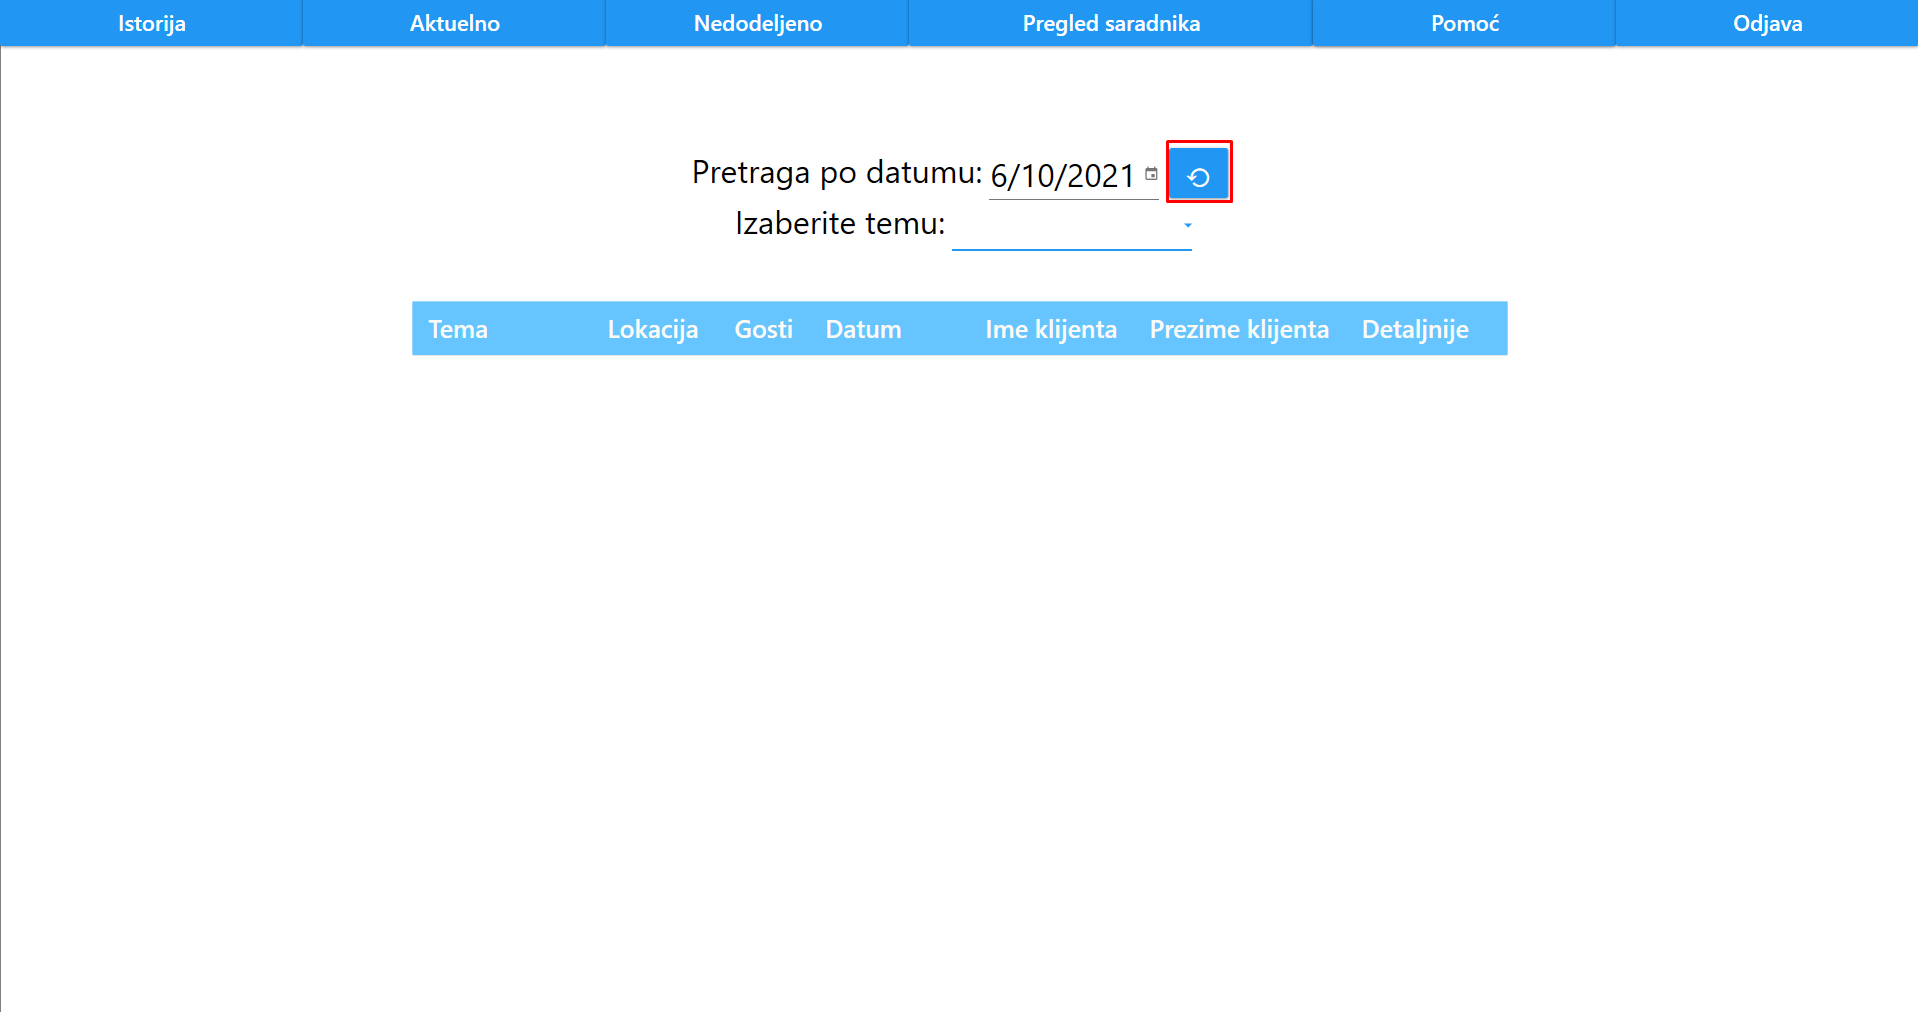 Istorija Aktuelno Nedodeljeno Pregled saradnika Pomoć Odjava
Pretraga po datumu: 6/10/2021
Izaberite temu:
Tema Lokacija Gosti Datum Ime klijenta Prezime klijenta Detaljnije